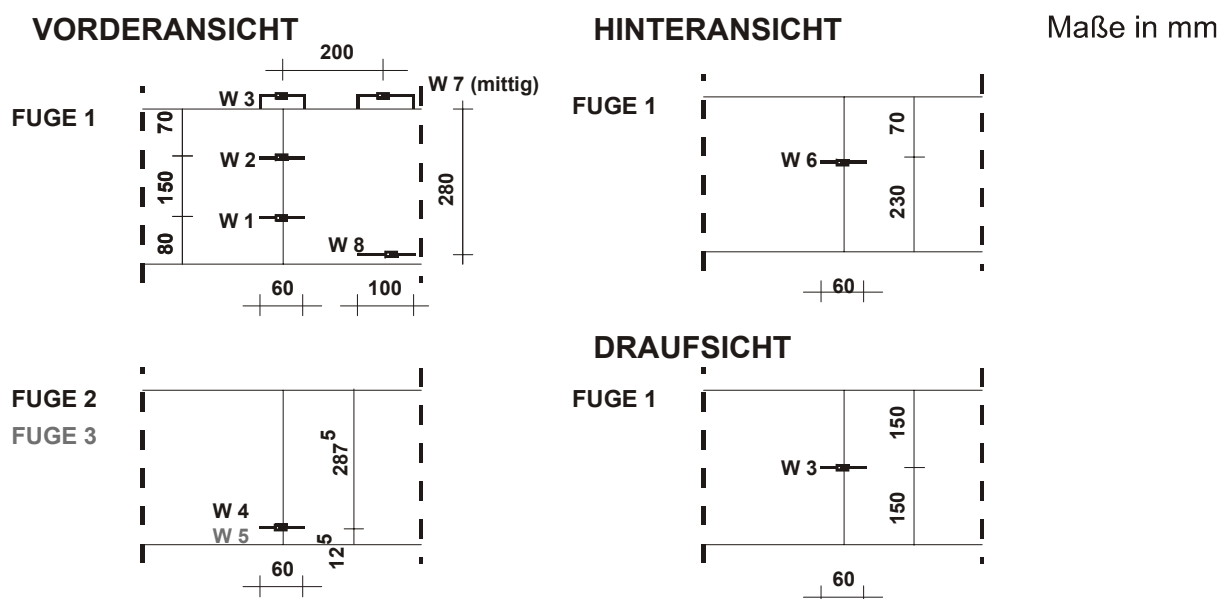 VORDERANSICHT
200
W 3
W 7 (mittig)
FUGE 1
70
W 2
150
280
W 1
80
W 8
60
100
HINTERANSICHT
Maße in mm
FUGE 1
70
W 6
230
60
FUGE 2
FUGE 3
287 5
W 4
W 5
12 5
60
DRAUFSICHT
FUGE 1
150
W 3
150
60